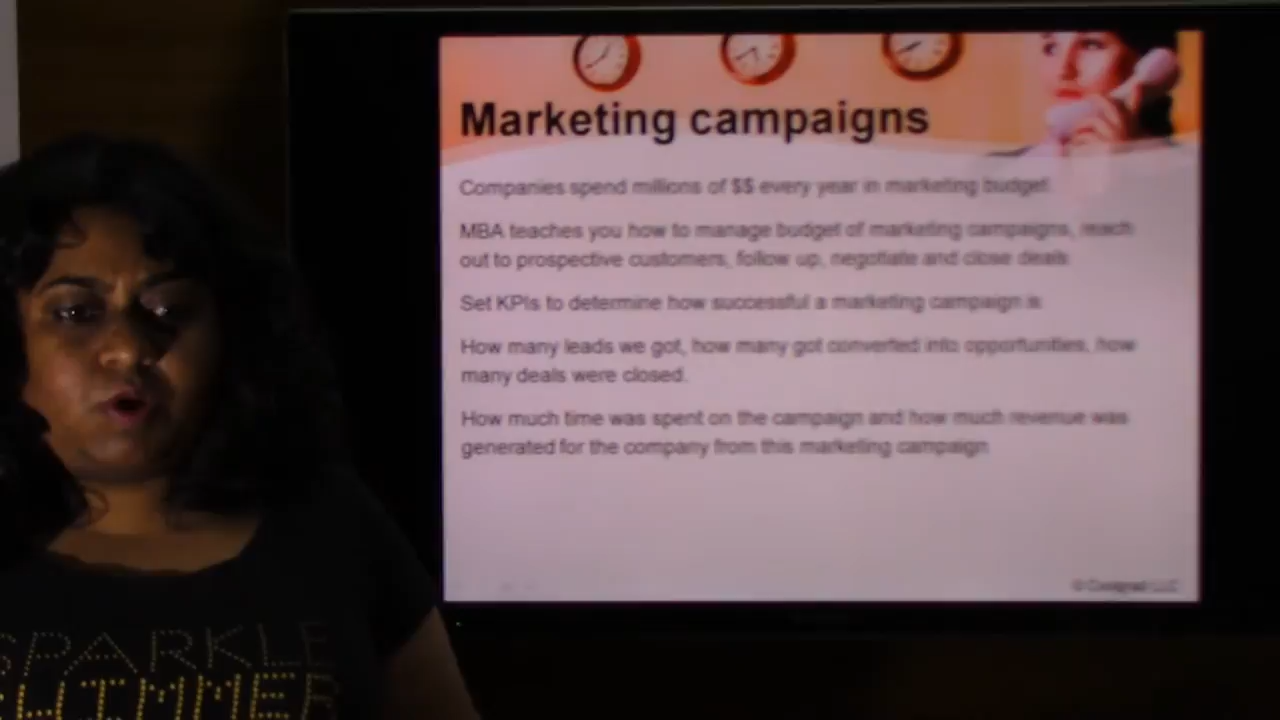 Marketing campaigns
Companies spend millions of $$ every year in marketing budget.
MBA teaches you how to manage budget of marketing campaigns, reach
out to prospective customers, follow up, negotiate and close deals
Set KPIs to determine how successful a marketing campaign is
How many leads we got, how many got converted into opportunities, how
many deals were closed.
How much time was spent on the campaign and how much revenue was
generated for the company from this marketing campaign
© LLC
SPARKLE
SHIMMER